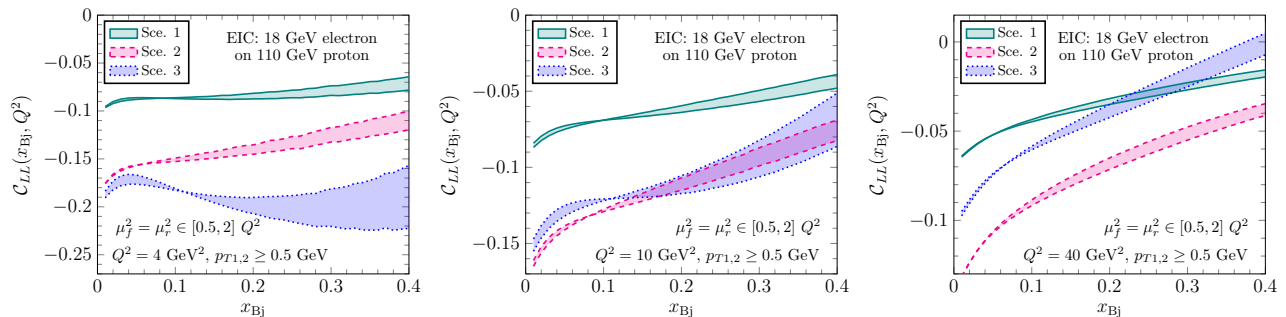 0
−0.05
−0.1
−0.15
−0.2
−0.25
0
0.1
0.2
0.3
0.4
𝒞_LL(x_Bj, Q²)
x_Bj
Sce. 1
Sce. 2
Sce. 3
EIC: 18 GeV electron
on 110 GeV proton
μ_f² = μ_r² ∈ [0.5, 2] Q²
Q² = 4 GeV², p_T1,2 ≥ 0.5 GeV
0
−0.05
−0.1
−0.15
0
0.1
0.2
0.3
0.4
𝒞_LL(x_Bj, Q²)
x_Bj
Sce. 1
Sce. 2
Sce. 3
EIC: 18 GeV electron
on 110 GeV proton
μ_f² = μ_r² ∈ [0.5, 2] Q²
Q² = 10 GeV², p_T1,2 ≥ 0.5 GeV
0
−0.05
−0.1
0
0.1
0.2
0.3
0.4
𝒞_LL(x_Bj, Q²)
x_Bj
Sce. 1
Sce. 2
Sce. 3
EIC: 18 GeV electron
on 110 GeV proton
μ_f² = μ_r² ∈ [0.5, 2] Q²
Q² = 40 GeV², p_T1,2 ≥ 0.5 GeV